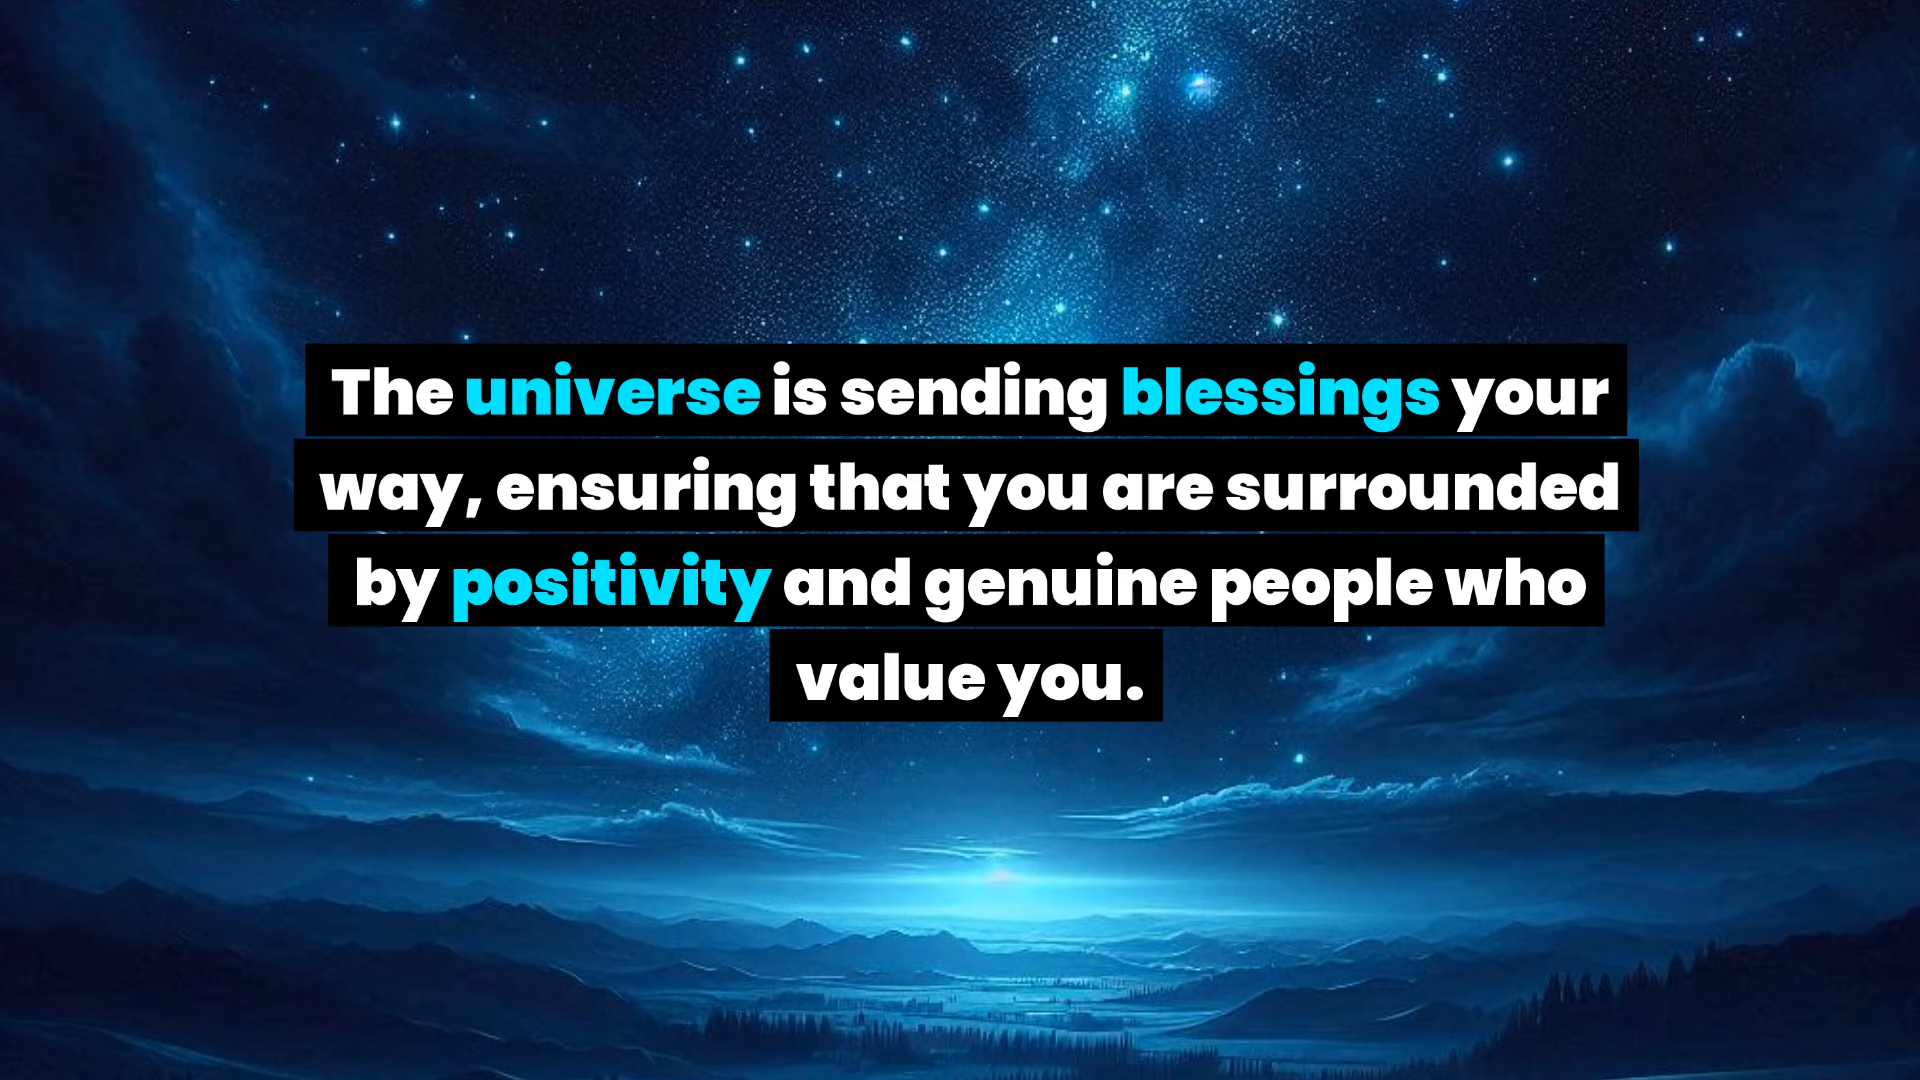 The universe is sending blessings your
way, ensuring that you are surrounded
by positivity and genuine people who
value you.